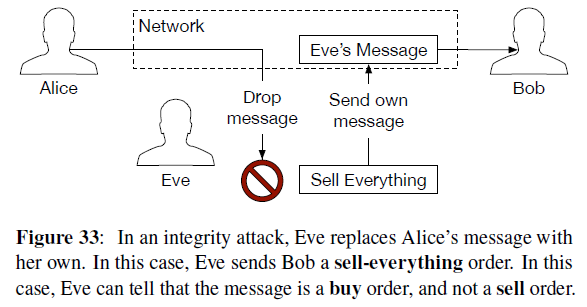 Network
Eve's Message
Alice
Bob
Drop
message
Send own
message
Eve
Sell Everything
Figure 33: In an integrity attack, Eve replaces Alice's message with
her own. In this case, Eve sends Bob a sell-everything order. In this
case, Eve can tell that the message is a buy order, and not a sell order.